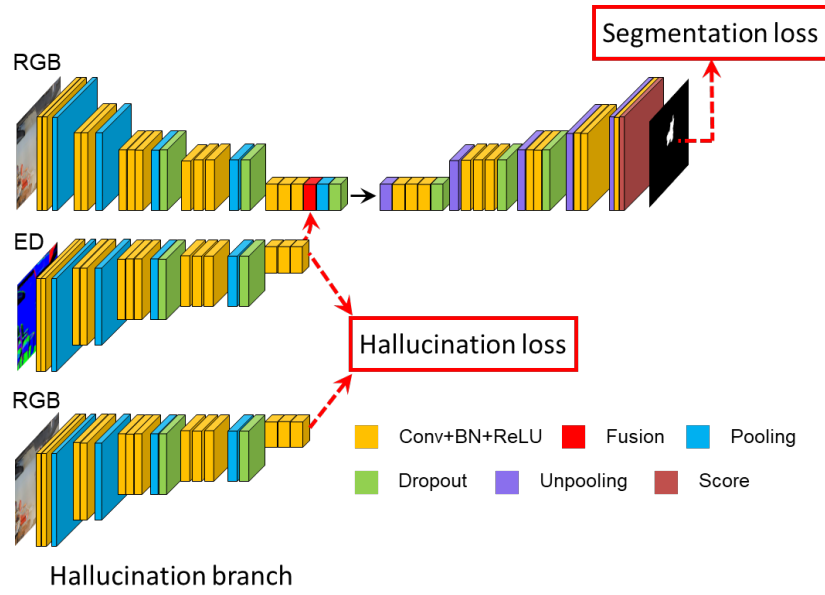 Segmentation loss
RGB
ED
Hallucination loss
RGB
Conv+BN+ReLU
Fusion
Pooling
Dropout
Unpooling
Score
Hallucination branch